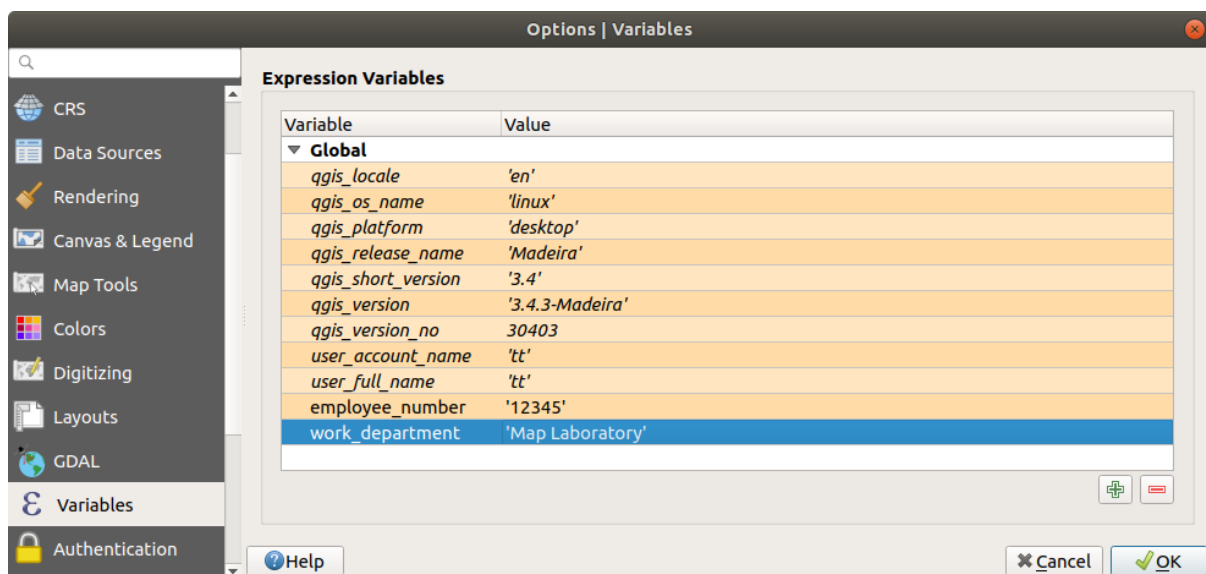 Options | Variables
CRS
Data Sources
Rendering
Canvas & Legend
Map Tools
Colors
Digitizing
Layouts
GDAL
Variables
Authentication
Expression Variables
Variable Value
Global
qgis_locale 'en'
qgis_os_name 'linux'
qgis_platform 'desktop'
qgis_release_name 'Madeira'
qgis_short_version '3.4'
qgis_version '3.4.3-Madeira'
qgis_version_no 30403
user_account_name 'tt'
user_full_name 'tt'
employee_number '12345'
work_department 'Map Laboratory'
Help Cancel OK